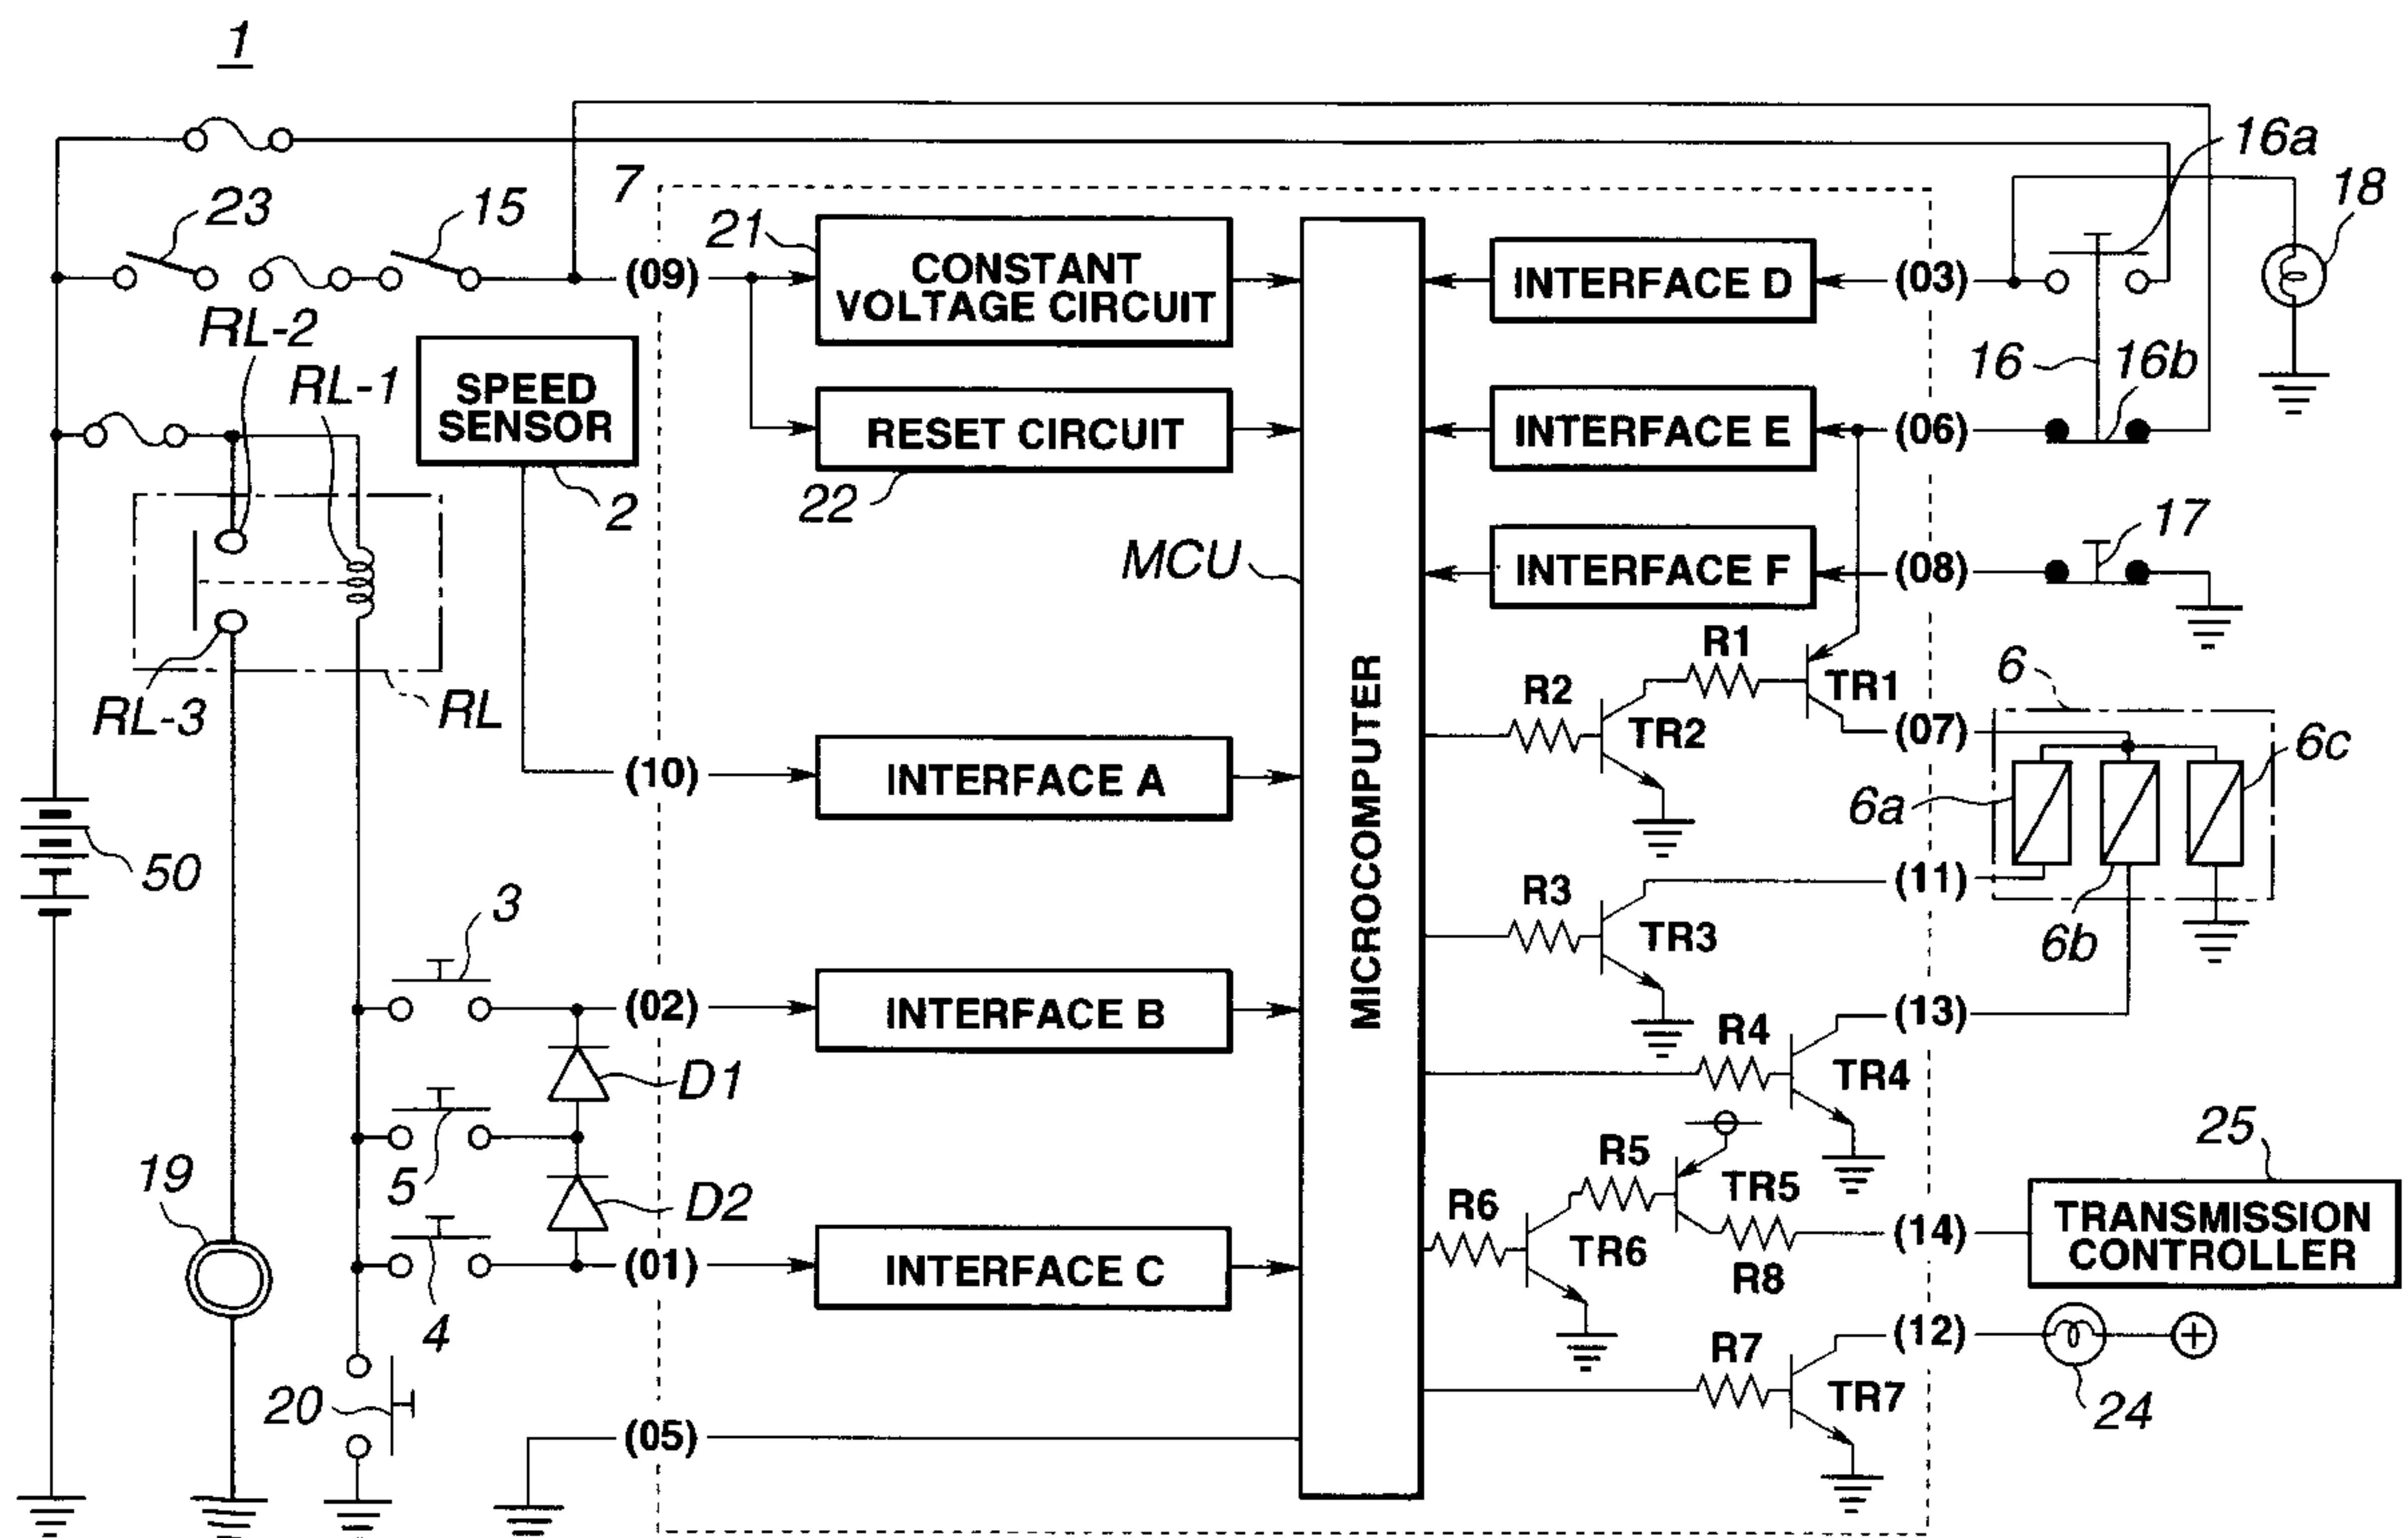 1
23
15
7
21
CONSTANT
VOLTAGE CIRCUIT
(09)
INTERFACE D
(03)
16a
18
RL-2
RL-1
SPEED
SENSOR
2
RESET CIRCUIT
22
INTERFACE E
(06)
16
16b
MCU
INTERFACE F
(08)
17
RL-3
RL
R1
TR1
R2
TR2
(07)
6
6a
6c
6b
(10)
INTERFACE A
MICROCOMPUTER
50
R3
TR3
(11)
3
(02)
INTERFACE B
R4
TR4
(13)
D1
5
D2
R5
TR5
R6
TR6
R8
(14)
25
TRANSMISSION
CONTROLLER
19
4
(01)
INTERFACE C
R7
TR7
(12)
24
20
(05)